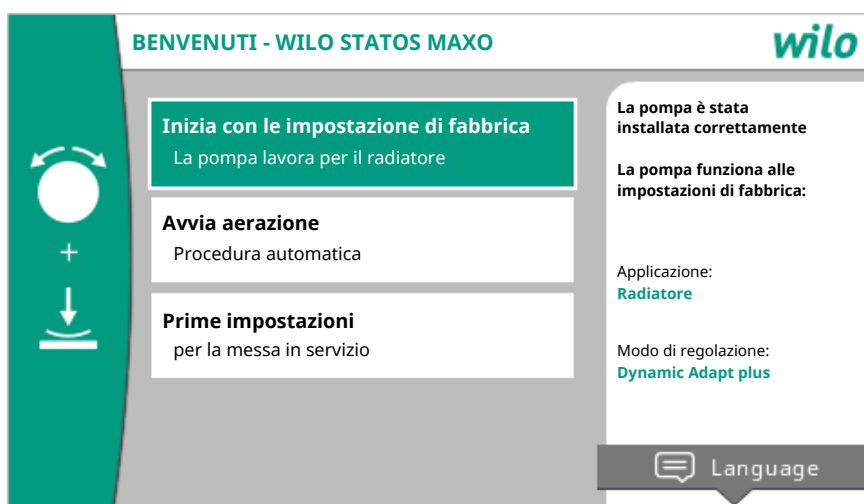 BENVENUTI - WILO STATOS MAXO
wilo
Inizia con le impostazione di fabbrica
La pompa lavora per il radiatore
Avvia aerazione
Procedura automatica
Prime impostazioni
per la messa in servizio
La pompa è stata
installata correttamente
La pompa funziona alle
impostazioni di fabbrica:
Applicazione:
Radiatore
Modo di regolazione:
Dynamic Adapt plus
Language